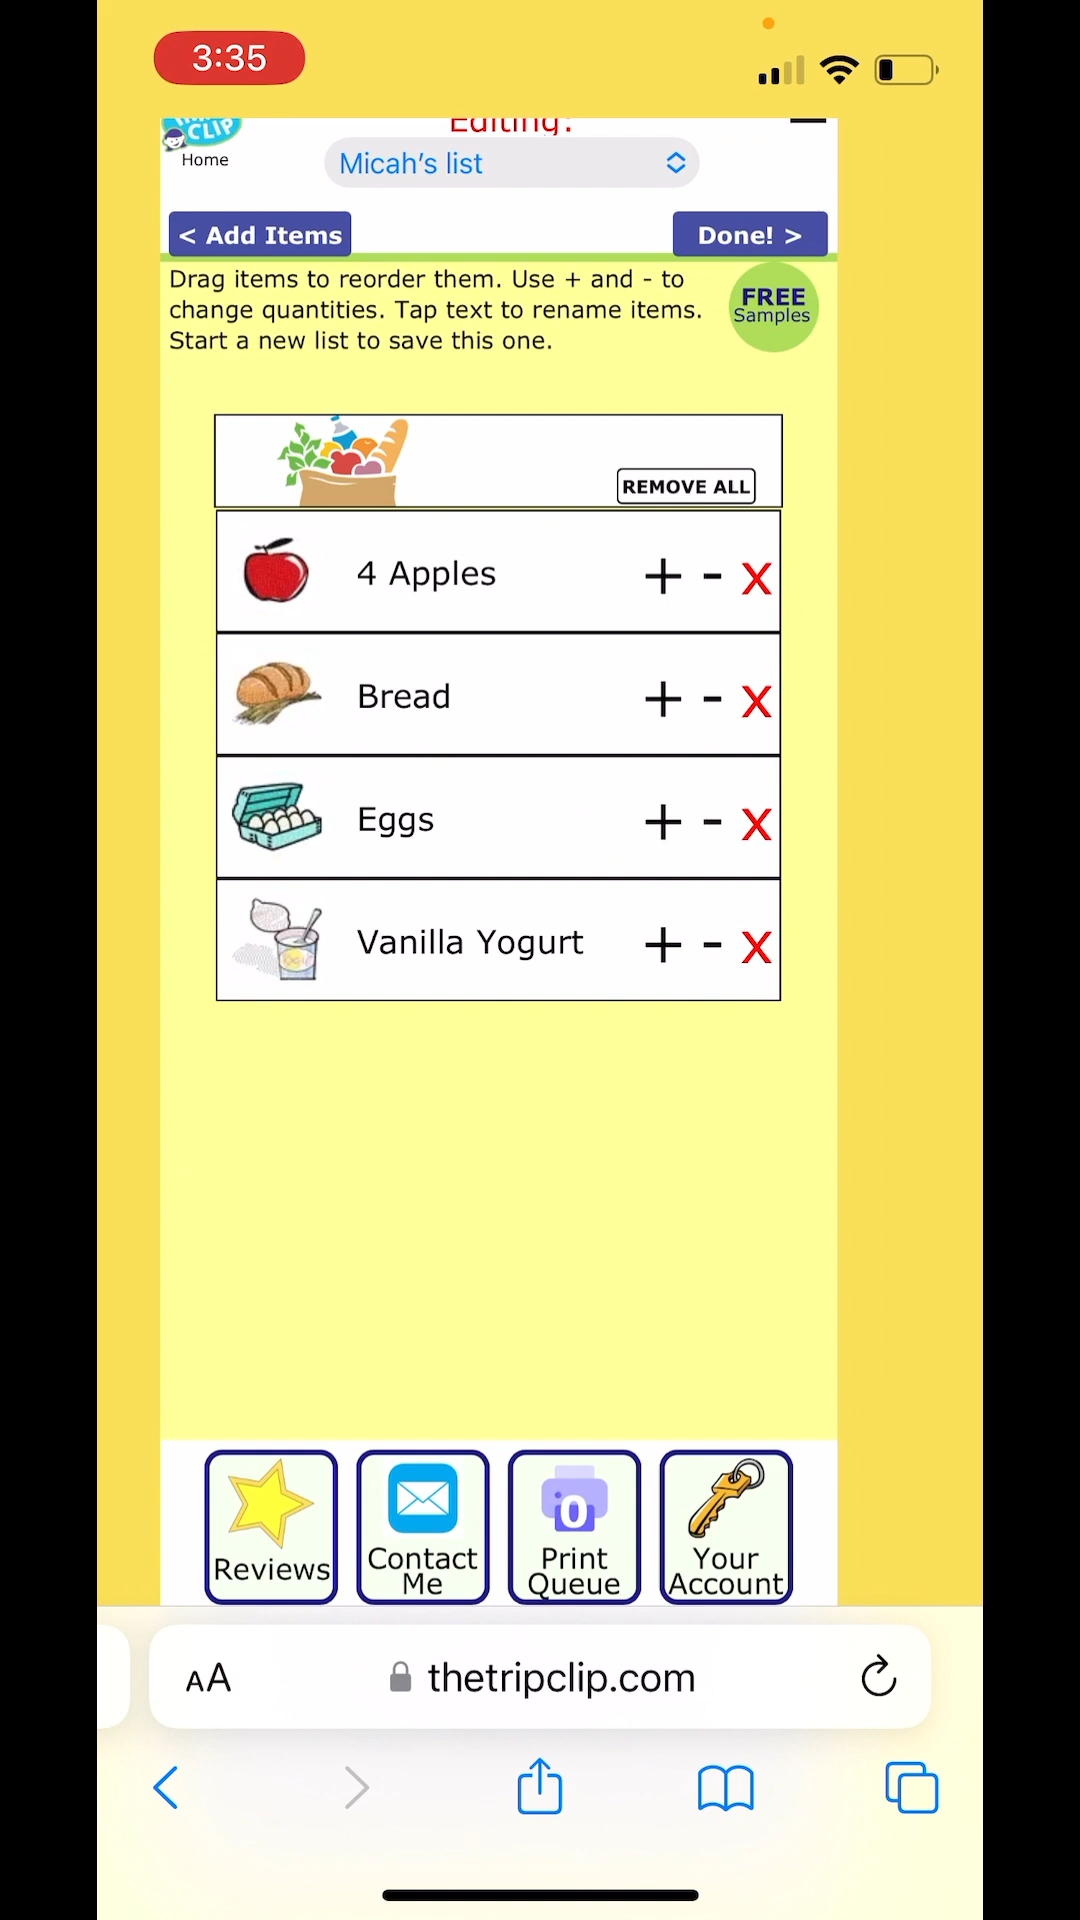 3:35
CLIP
Editing:
Home
Micah's list
< Add Items
Done! >
Drag items to reorder them. Use + and - to
change quantities. Tap text to rename items.
Start a new list to save this one.
FREE
Samples
REMOVE ALL
4 Apples + - X
Bread + - X
Eggs + - X
Vanilla Yogurt + - X
Reviews
Contact
Me
0
Print
Queue
Your
Account
AA
thetripclip.com